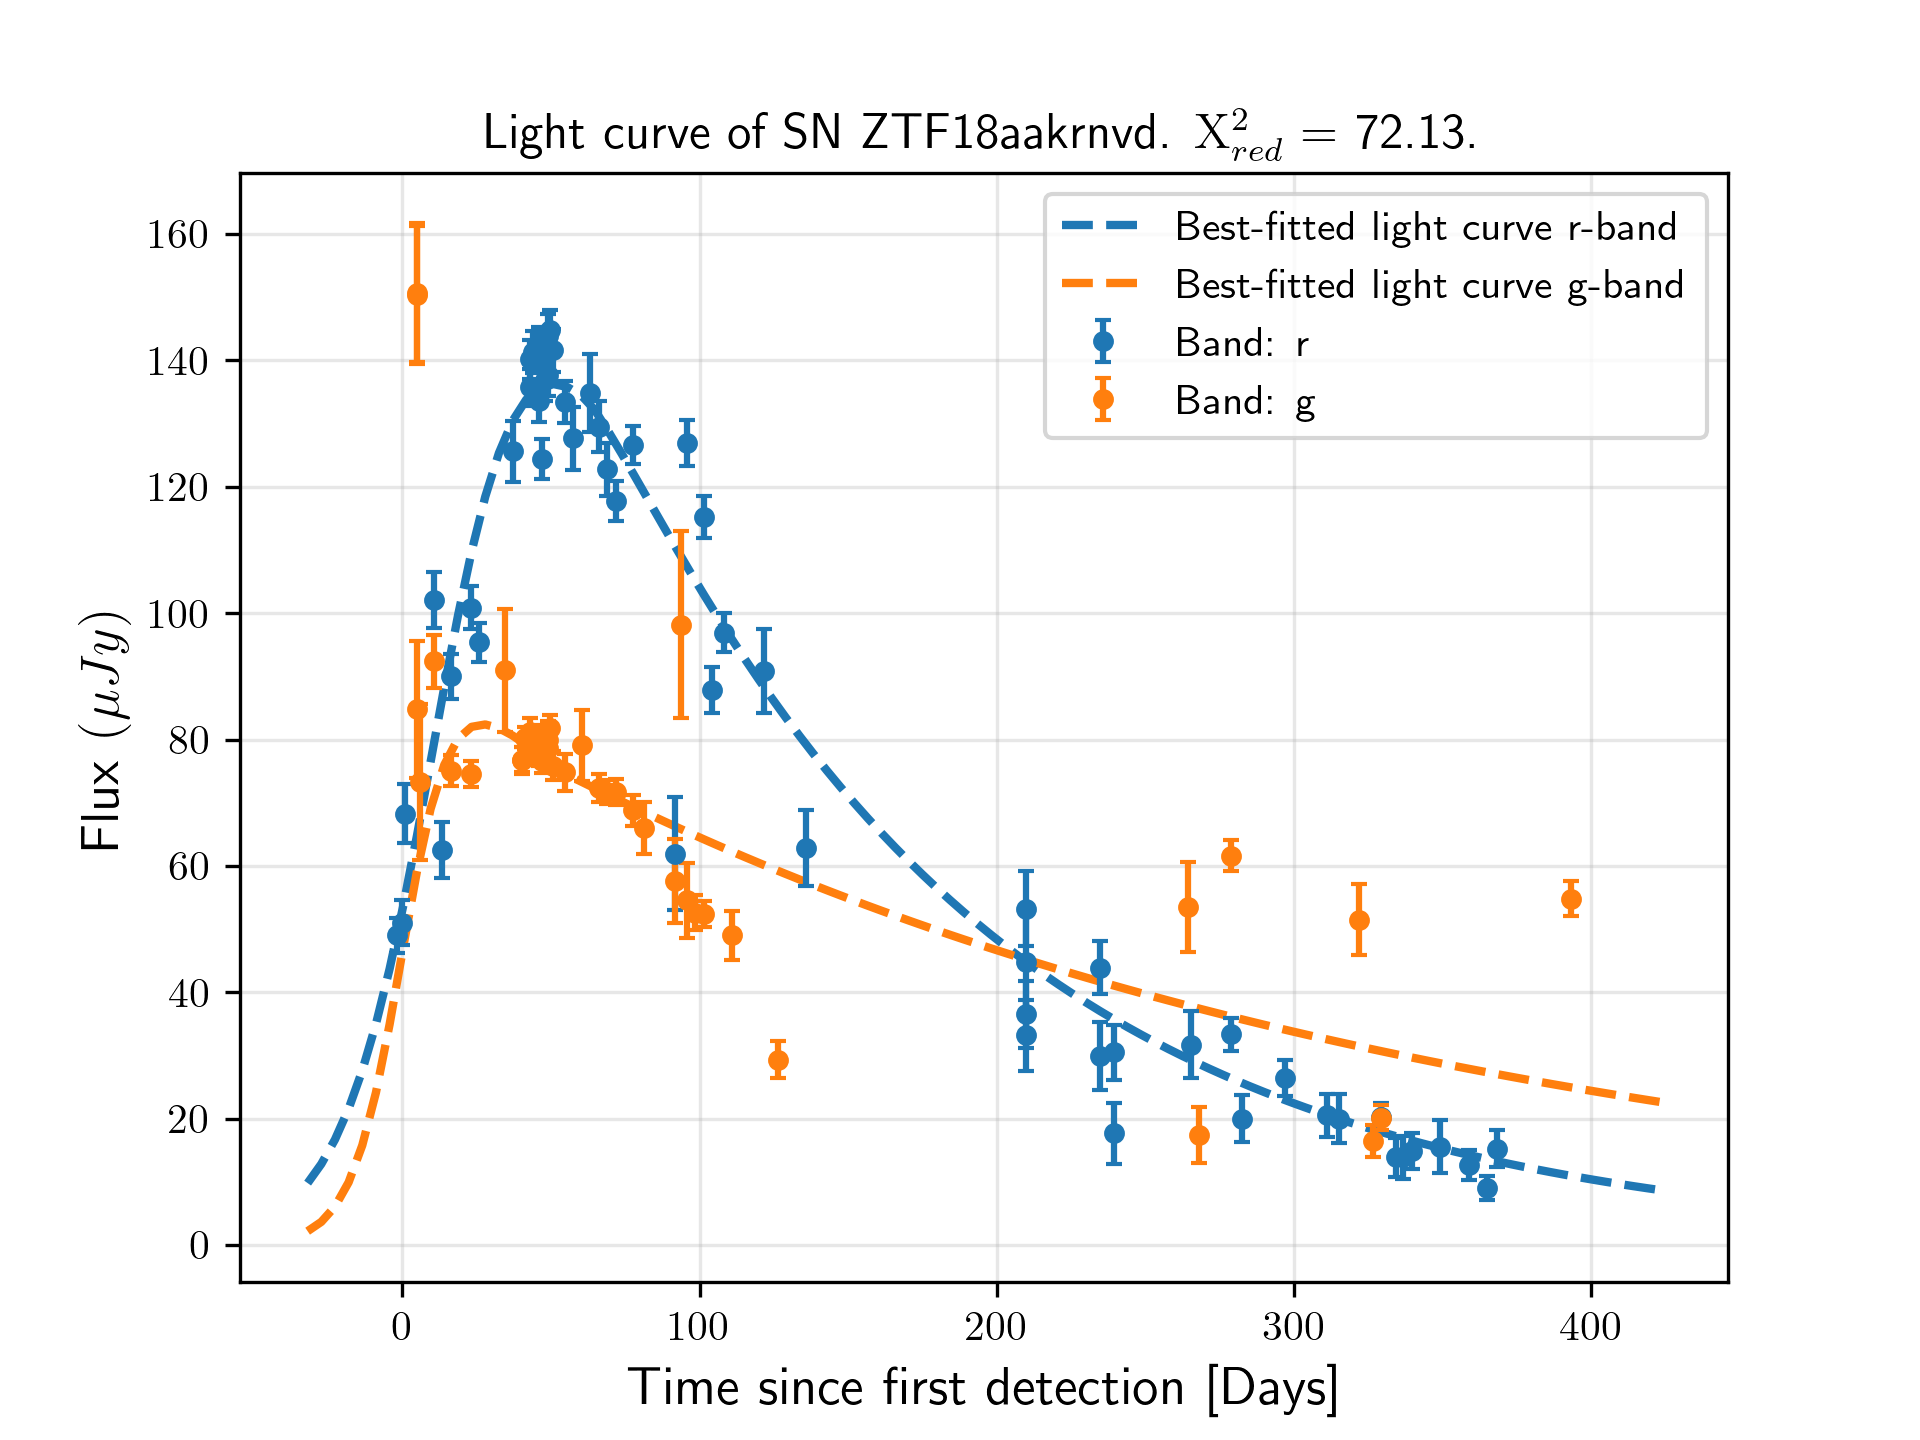 Light curve of SN ZTF18aakrnvd. X²_red = 72.13.
Best-fitted light curve r-band
Best-fitted light curve g-band
Band: r
Band: g
Flux (μJy)
160
140
120
100
80
60
40
20
0
0 100 200 300 400
Time since first detection [Days]